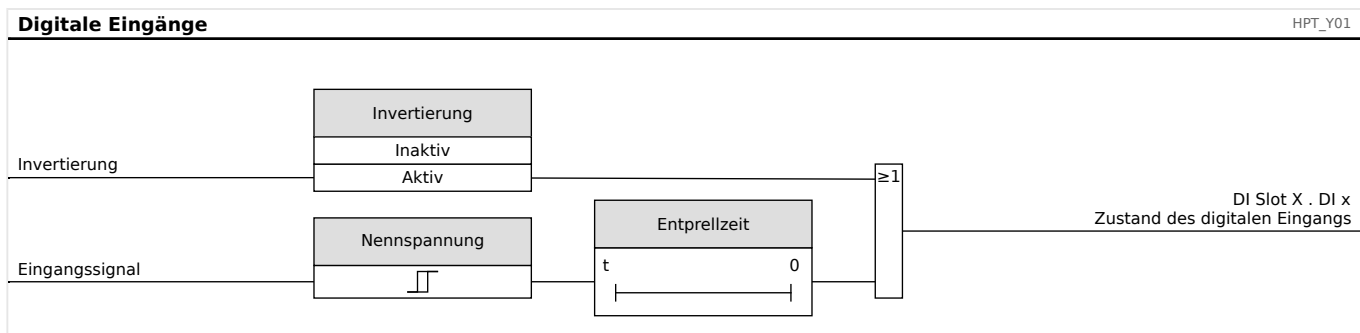 Digitale Eingänge
HPT_Y01
Invertierung
Inaktiv
Invertierung
Aktiv
≥1
DI Slot X . DI x
Zustand des digitalen Eingangs
Entprellzeit
Nennspannung
Eingangssignal
t 0